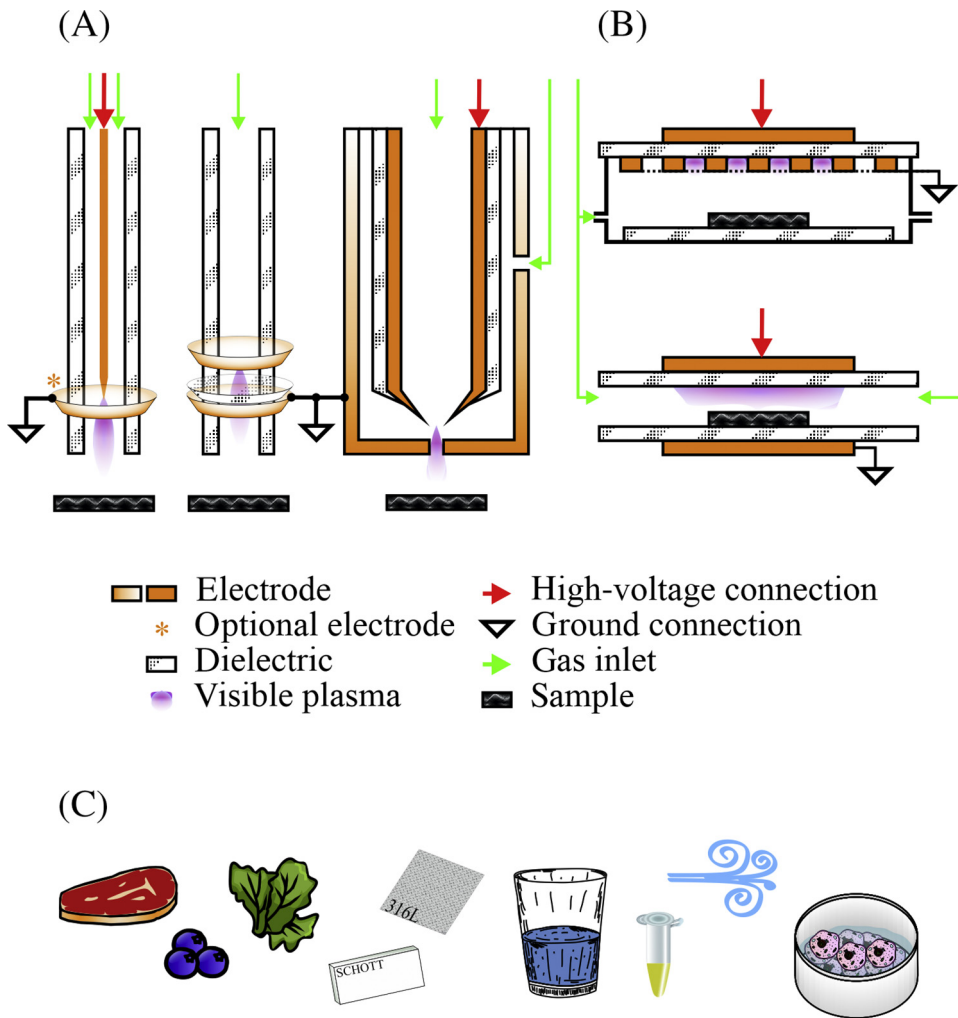 (A)
(B)
*
Electrode
High-voltage connection
* Optional electrode
Ground connection
Dielectric
Gas inlet
Visible plasma
Sample
(C)
316L
SCHOTT